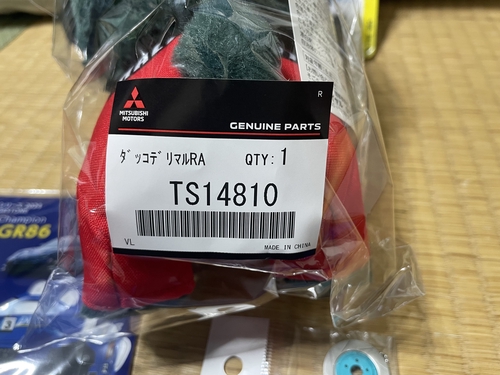 R
MITSUBISHI
MOTORS
GENUINE PARTS
ﾀﾞｯｺﾃﾞﾘマルRA QTY: 1
TS14810
VL
MADE IN CHINA
Champion
GR86